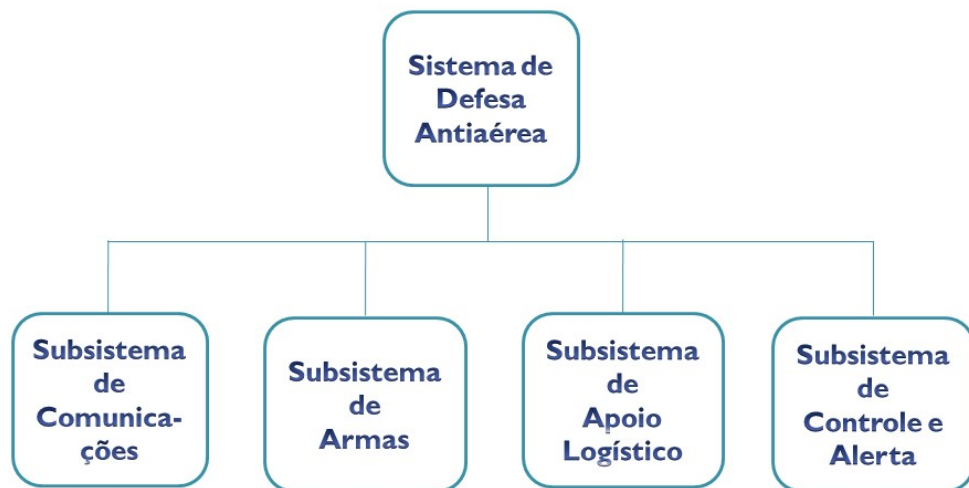 Sistema de
Defesa
Antiaérea
Subsistema
de
Comunica-
ções
Subsistema
de
Armas
Subsistema
de
Apoio
Logístico
Subsistema
de
Controle e
Alerta